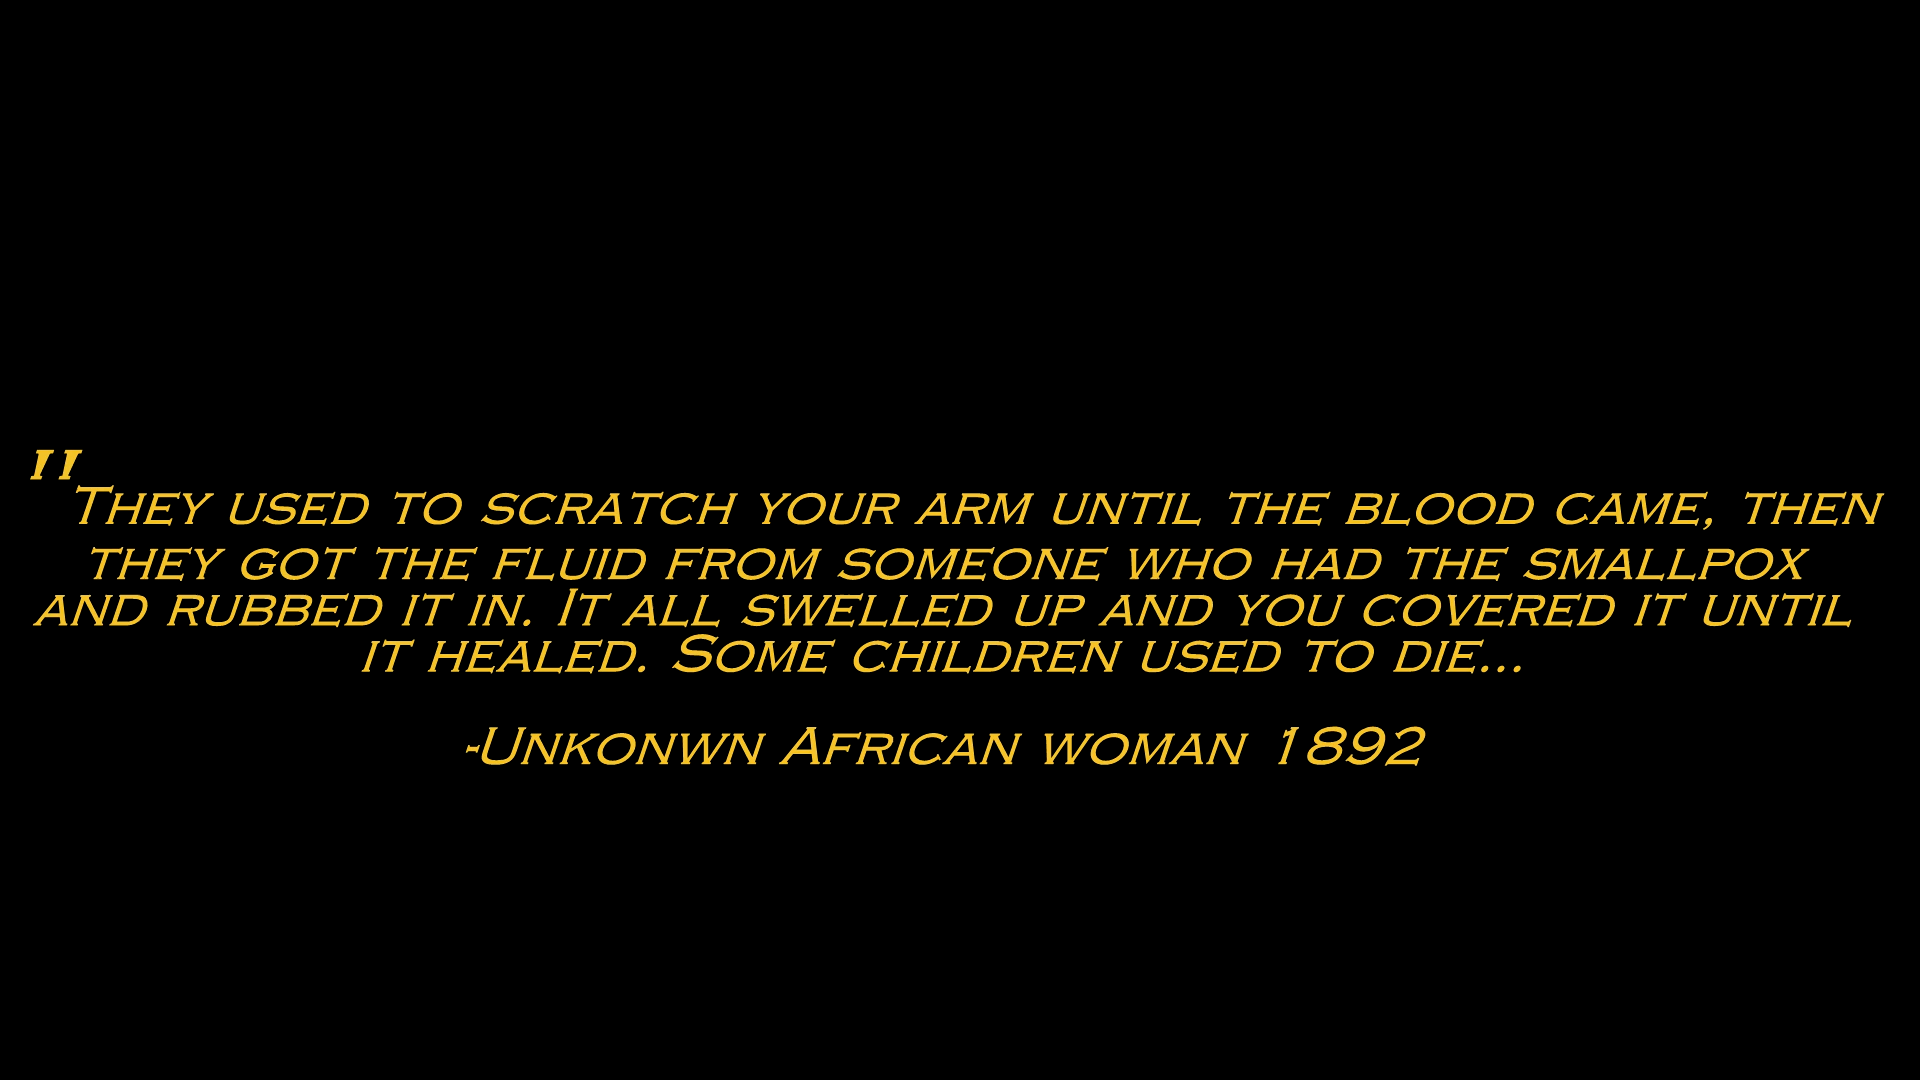 "They used to scratch your arm until the blood came, then
they got the fluid from someone who had the smallpox
and rubbed it in. It all swelled up and you covered it until
it healed. Some children used to die...
-Unkonwn African woman 1892